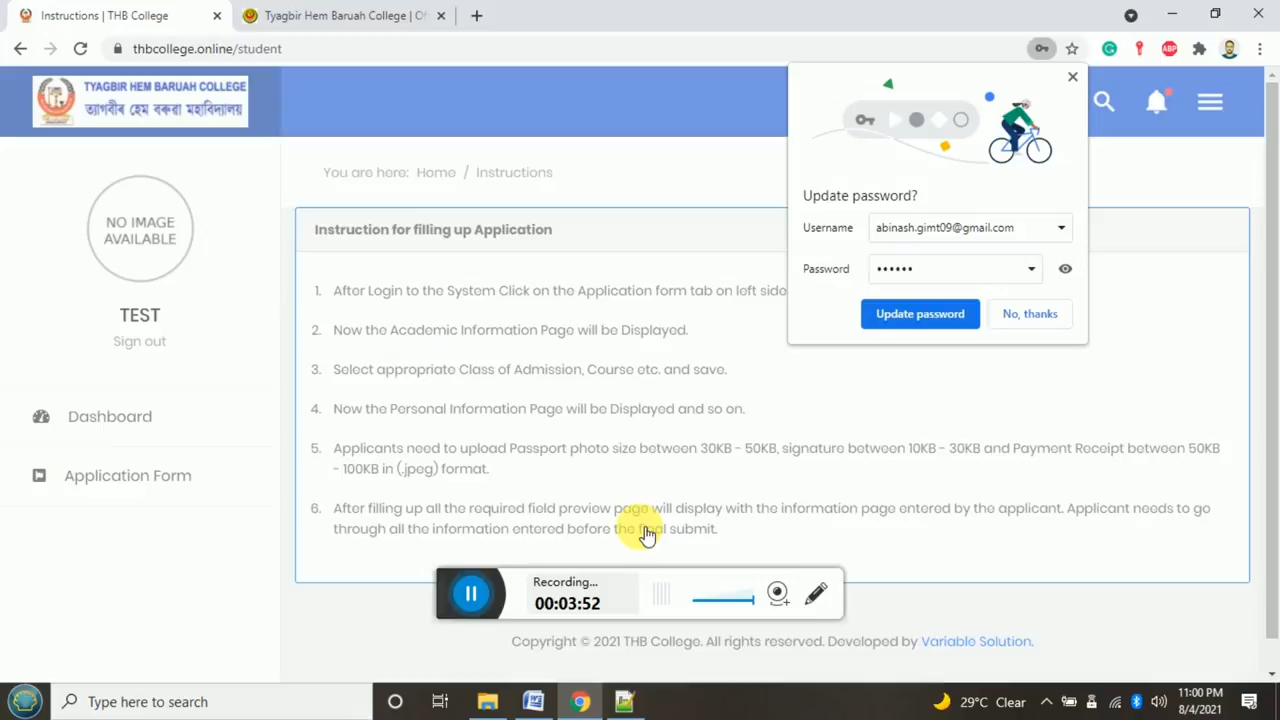 Instructions | THB College
Tyagbir Hem Baruah College | Of
thbcollege.online/student
ABP
TYAGBIR HEM BARUAH COLLEGE
ত্যাগবীৰ হেম বৰুৱা মহাবিদ্যালয়
NO IMAGE
AVAILABLE
TEST
Sign out
Dashboard
Application Form
You are here: Home / Instructions
Instruction for filling up Application
1. After Login to the System Click on the Application form tab on left side
2. Now the Academic Information Page will be Displayed.
3. Select appropriate Class of Admission, Course etc. and save.
4. Now the Personal Information Page will be Displayed and so on.
5. Applicants need to upload Passport photo size between 30KB - 50KB, signature between 10KB - 30KB and Payment Receipt between 50KB
- 100KB in (.jpeg) format.
6. After filling up all the required field preview page will display with the information page entered by the applicant. Applicant needs to go
through all the information entered before the final submit.
Update password?
Username abinash.gimt09@gmail.com
Password ••••••
Update password No, thanks
Recording...
00:03:52
Copyright © 2021 THB College. All rights reserved. Developed by Variable Solution.
Type here to search
29°C Clear
11:00 PM
8/4/2021